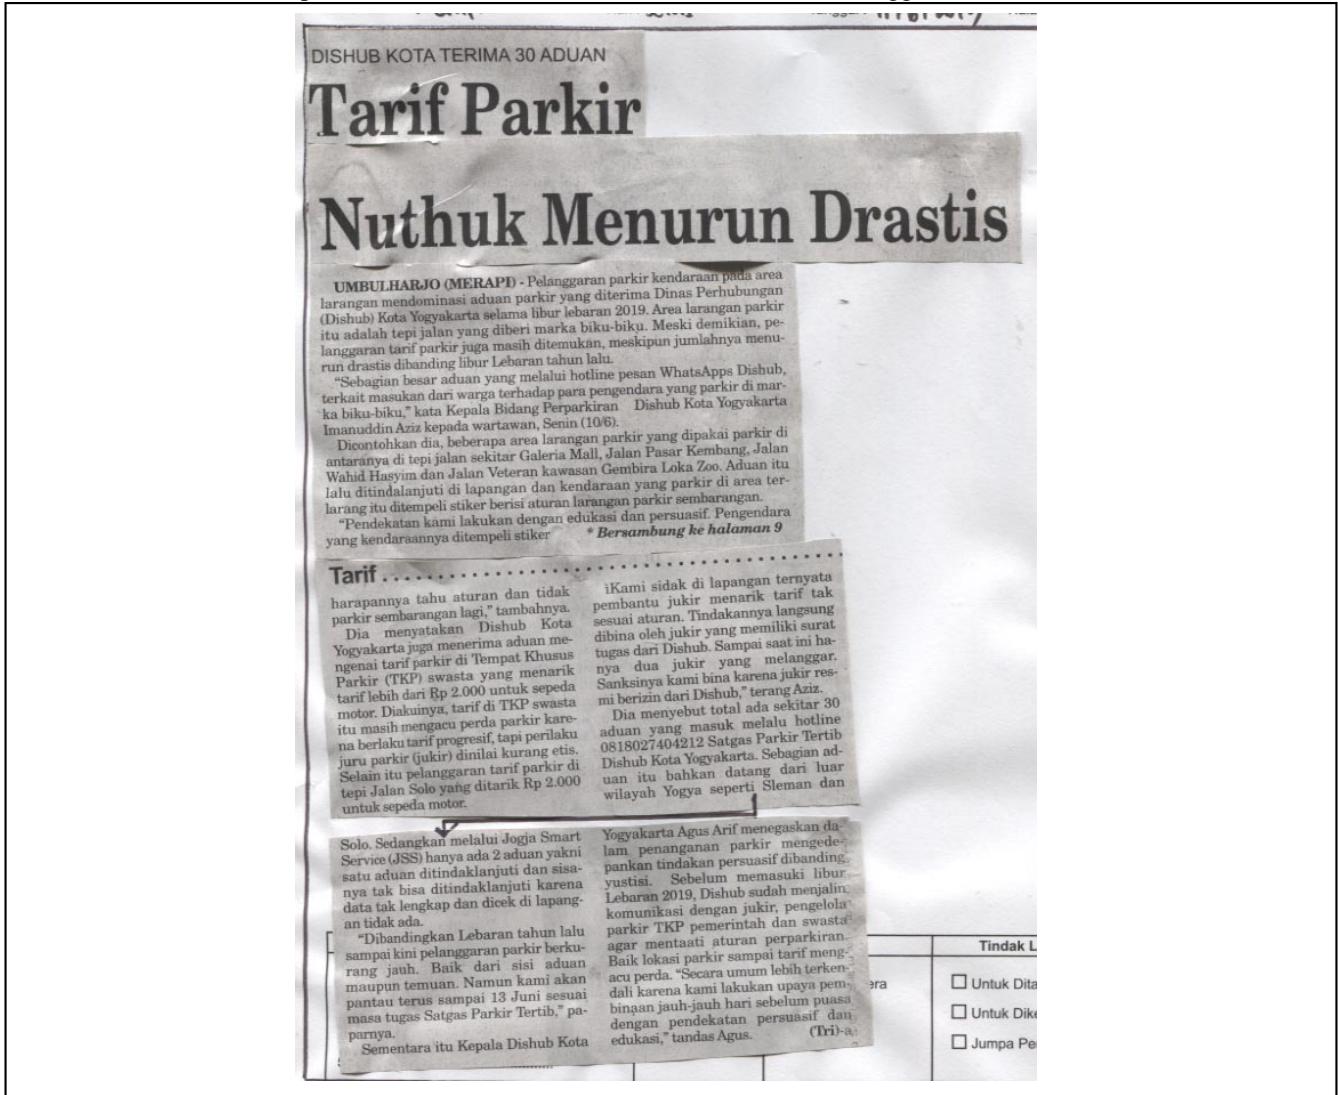 DISHUB KOTA TERIMA 30 ADUAN
Tarif Parkir
Nuthuk Menurun Drastis
UMBULHARJO (MERAPI) - Pelanggaran parkir kendaraan pada area
larangan mendominasi aduan parkir yang diterima Dinas Perhubungan
(Dishub) Kota Yogyakarta selama libur lebaran 2019. Area larangan parkir
itu adalah tepi jalan yang diberi marka biku-biku. Meski demikian, pe-
langgaran tarif parkir juga masih ditemukan, meskipun jumlahnya menu-
run drastis dibanding libur Lebaran tahun lalu.
"Sebagian besar aduan yang melalui hotline pesan WhatsApps Dishub,
terkait masukan dari warga terhadap para pengendara yang parkir di mar-
ka biku-biku," kata Kepala Bidang Perparkiran Dishub Kota Yogyakarta
Imanuddin Aziz kepada wartawan, Senin (10/6).
Dicontohkan dia, beberapa area larangan parkir yang dipakai parkir di
antaranya di tepi jalan sekitar Galeria Mall, Jalan Pasar Kembang, Jalan
Wahid Hasyim dan Jalan Veteran kawasan Gembira Loka Zoo. Aduan itu
lalu ditindalanjuti di lapangan dan kendaraan yang parkir di area ter-
larang itu ditempeli stiker berisi aturan larangan parkir sembarangan.
"Pendekatan kami lakukan dengan edukasi dan persuasif. Pengendara
yang kendaraannya ditempeli stiker * Bersambung ke halaman 9
Tarif
harapannya tahu aturan dan tidak
parkir sembarangan lagi," tambahnya.
Dia menyatakan Dishub Kota
Yogyakarta juga menerima aduan me-
ngenai tarif parkir di Tempat Khusus
Parkir (TKP) swasta yang menarik
tarif lebih dari Rp 2.000 untuk sepeda
motor. Diakuinya, tarif di TKP swasta
itu masih mengacu perda parkir kare-
na berlaku tarif progresif, tapi perilaku
juru parkir (jukir) dinilai kurang etis.
Selain itu pelanggaran tarif parkir di
tepi Jalan Solo yang ditarik Rp 2.000
untuk sepeda motor.
ìKami sidak di lapangan ternyata
pembantu jukir menarik tarif tak
sesuai aturan. Tindakannya langsung
dibina oleh jukir yang memiliki surat
tugas dari Dishub. Sampai saat ini ha-
nya dua jukir yang melanggar.
Sanksinya kami bina karena jukir res-
mi berizin dari Dishub," terang Aziz.
Dia menyebut total ada sekitar 30
aduan yang masuk melalu hotline
0818027404212 Satgas Parkir Tertib
Dishub Kota Yogyakarta. Sebagian ad-
uan itu bahkan datang dari luar
wilayah Yogya seperti Sleman dan
Solo. Sedangkan melalui Jogja Smart
Service (JSS) hanya ada 2 aduan yakni
satu aduan ditindaklanjuti dan sisa-
nya tak bisa ditindaklanjuti karena
data tak lengkap dan dicek di lapang-
an tidak ada.
"Dibandingkan Lebaran tahun lalu
sampai kini pelanggaran parkir berku-
rang jauh. Baik dari sisi aduan
maupun temuan. Namun kami akan
pantau terus sampai 13 Juni sesuai
masa tugas Satgas Parkir Tertib," pa-
parnya.
Sementara itu Kepala Dishub Kota
Yogyakarta Agus Arif menegaskan da-
lam penanganan parkir mengede-
pankan tindakan persuasif dibanding
yustisi. Sebelum memasuki libur
Lebaran 2019, Dishub sudah menjalin
komunikasi dengan jukir, pengelola
parkir TKP pemerintah dan swasta
agar mentaati aturan perparkiran.
Baik lokasi parkir sampai tarif meng-
acu perda. "Secara umum lebih terken-
dali karena kami lakukan upaya pem-
binaan jauh-jauh hari sebelum puasa
dengan pendekatan persuasif dan
edukasi," tandas Agus. (Tri)-a
Tindak L
era
Untuk Dita
Untuk Dike
Jumpa Pe